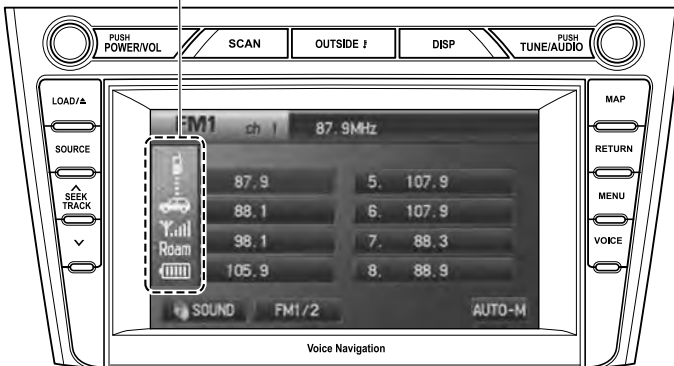 PUSH
POWER/VOL
SCAN
OUTSIDE
DISP
PUSH
TUNE/AUDIO
LOAD/
SOURCE
SEEK
TRACK
MAP
RETURN
MENU
VOICE
FM1 ch 1 87.9MHz
87.9 5. 107.9
88.1 6. 107.9
98.1 7. 88.3
105.9 8. 88.9
Roam
SOUND FM1/2 AUTO-M
Voice Navigation